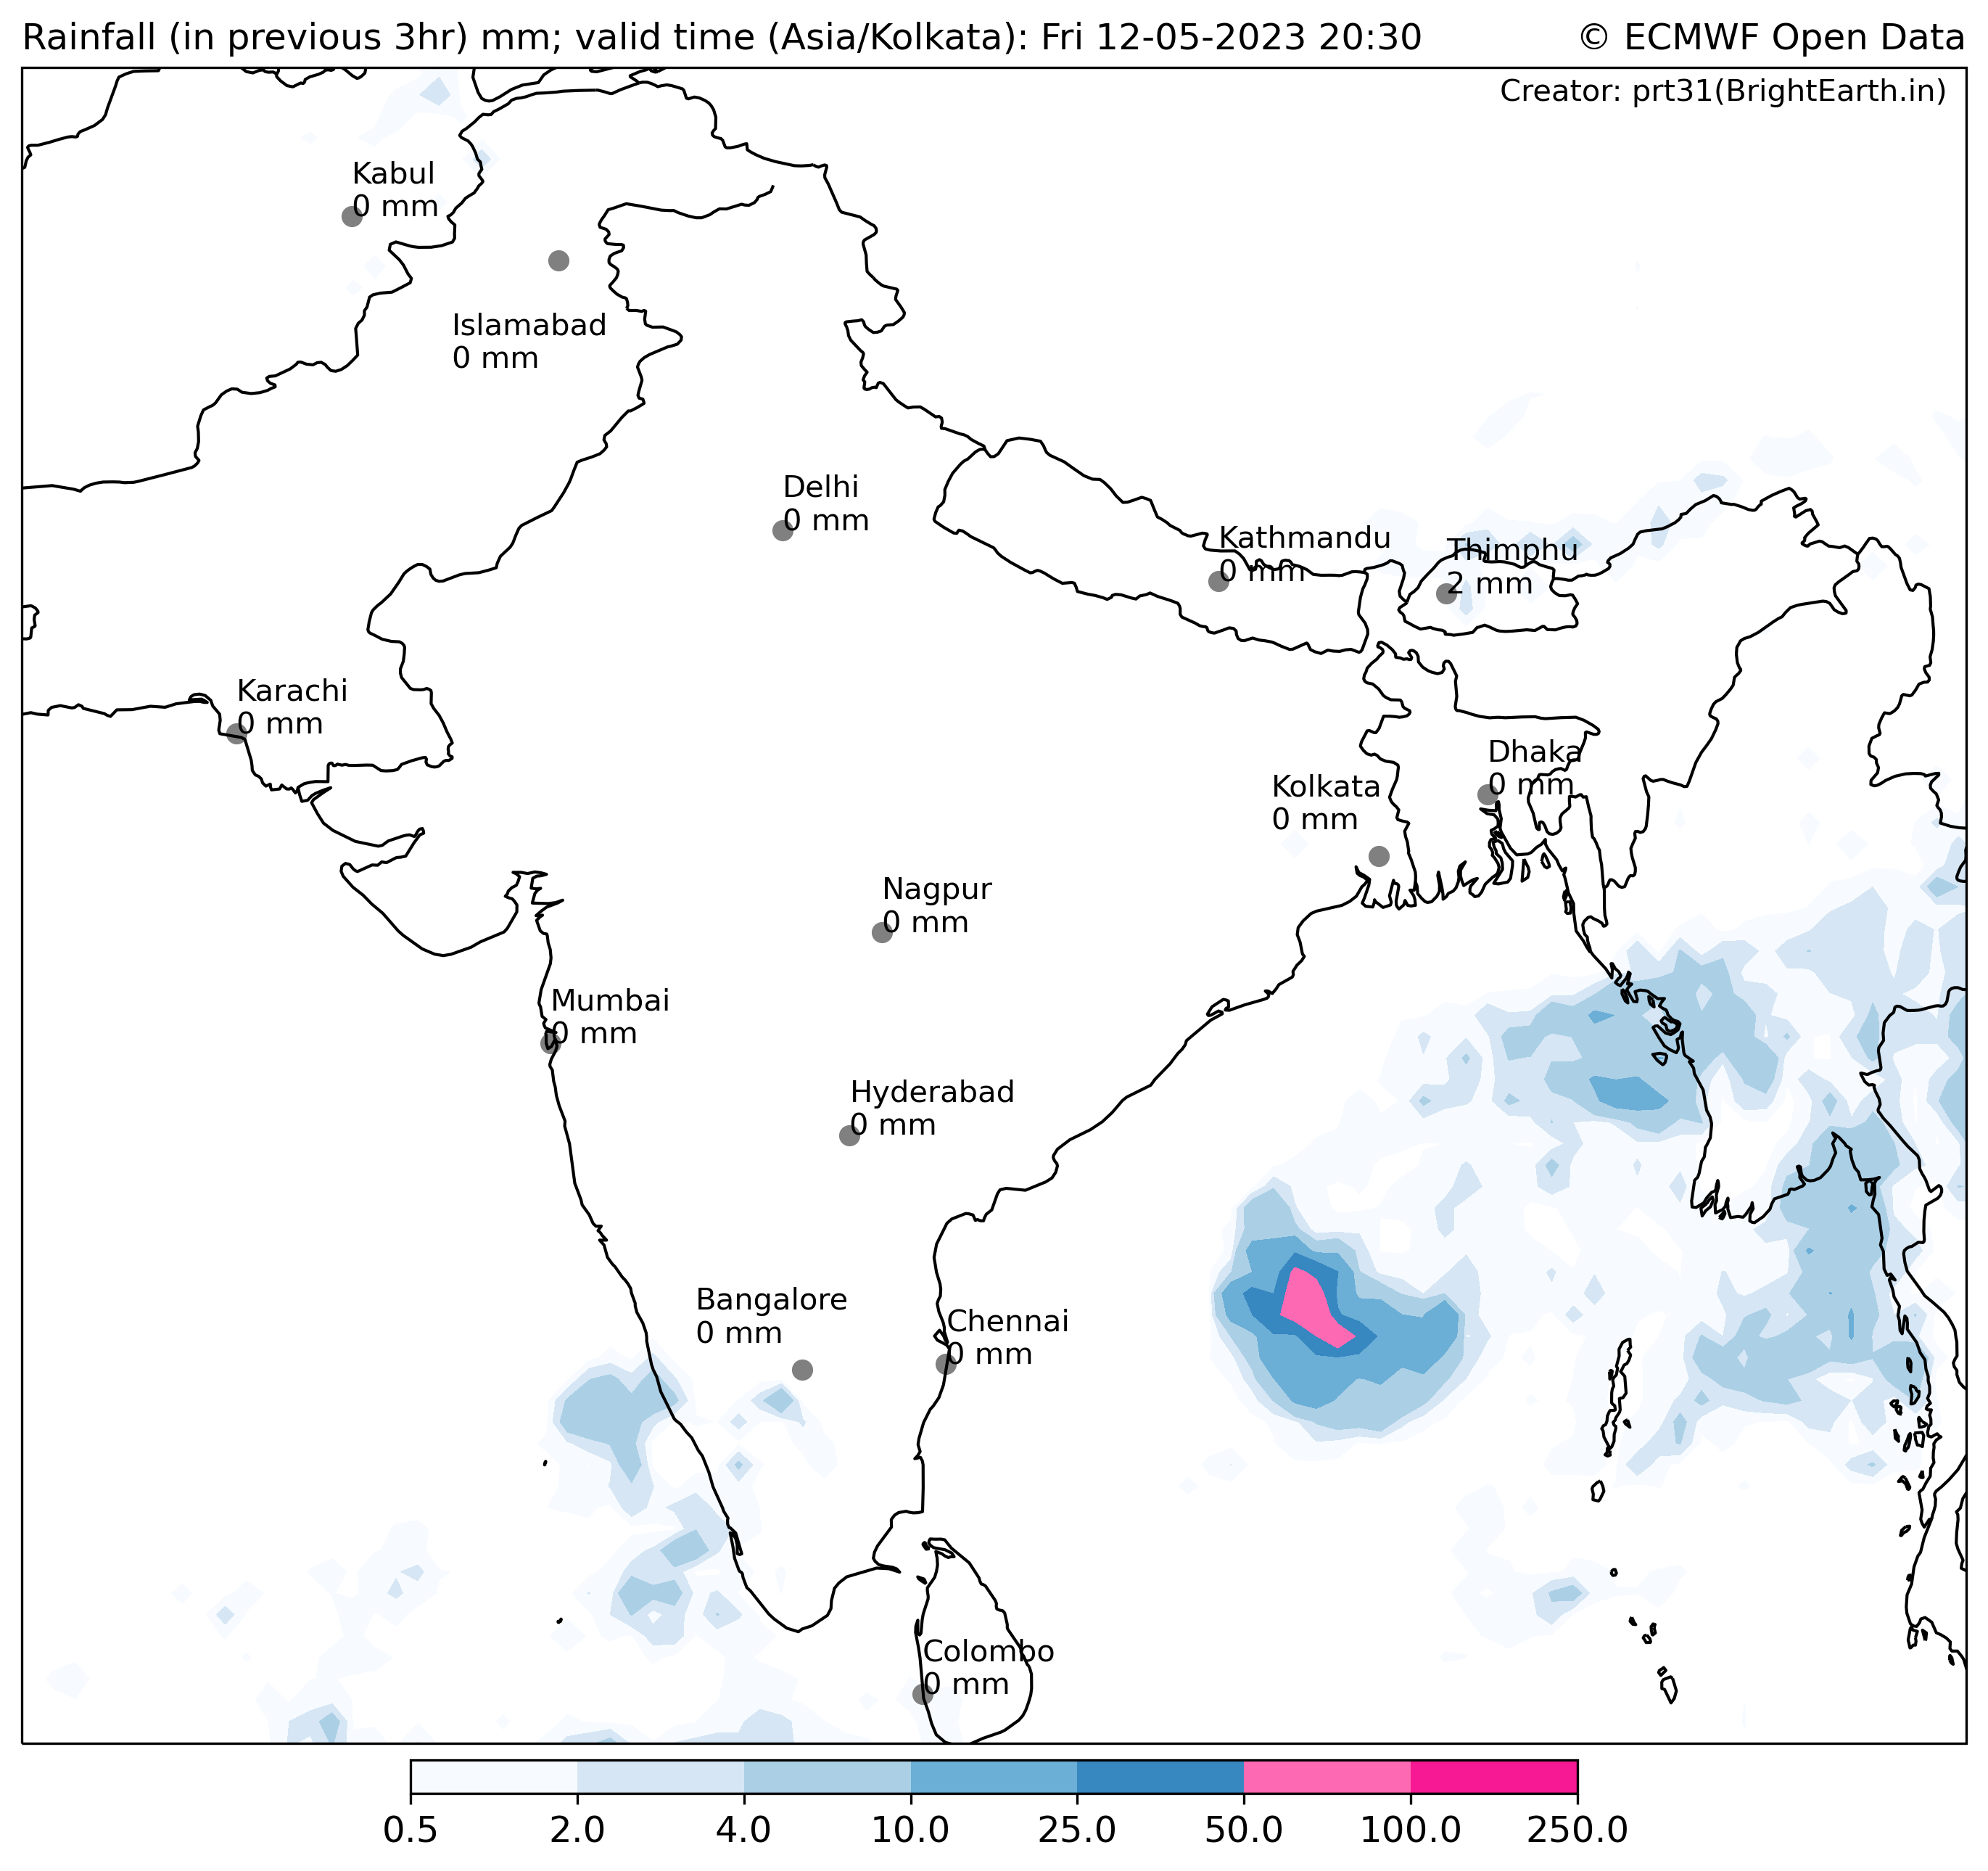 Rainfall (in previous 3hr) mm; valid time (Asia/Kolkata): Fri 12-05-2023 20:30
© ECMWF Open Data
Creator: prt31(BrightEarth.in)
Kabul
0 mm
Islamabad
0 mm
Delhi
0 mm
Kathmandu
0 mm
Thimphu
2 mm
Karachi
0 mm
Dhaka
0 mm
Kolkata
0 mm
Nagpur
0 mm
Mumbai
0 mm
Hyderabad
0 mm
Bangalore
0 mm
Chennai
0 mm
Colombo
0 mm
0.5 2.0 4.0 10.0 25.0 50.0 100.0 250.0